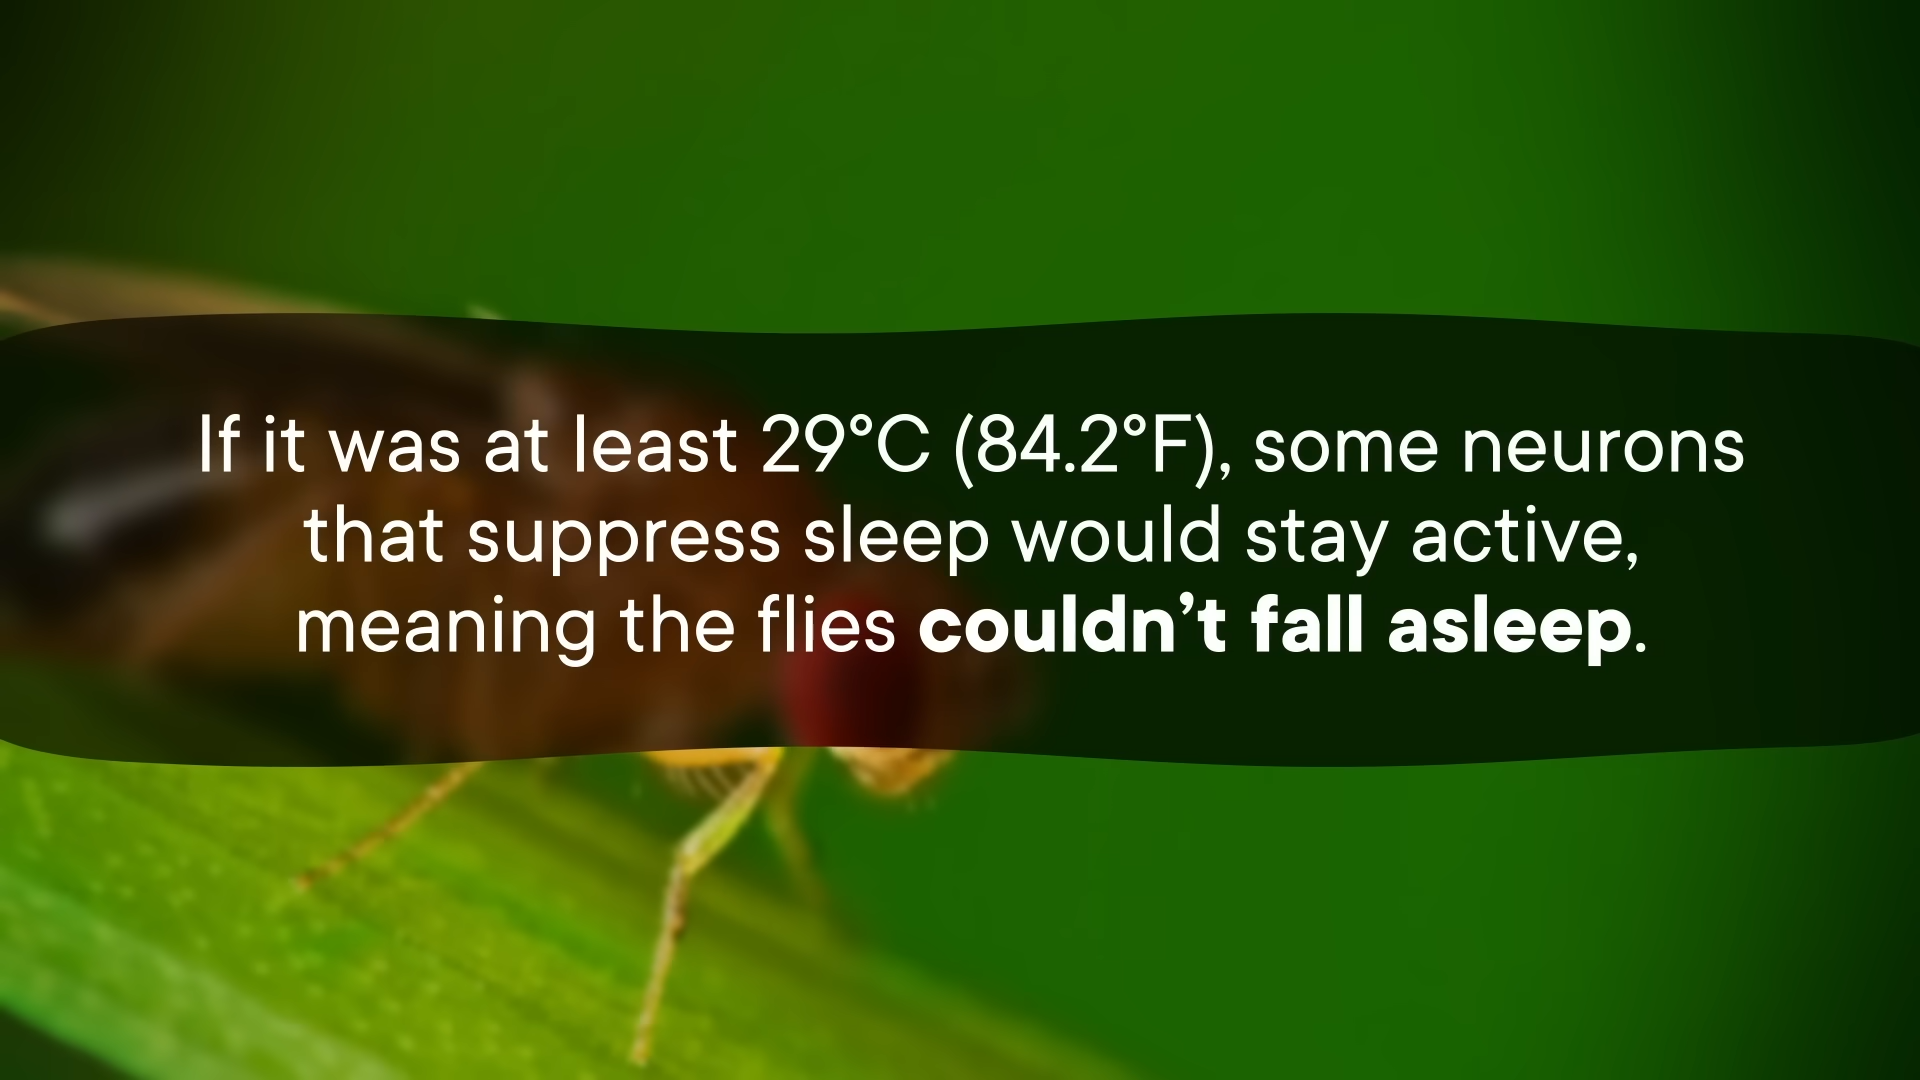 If it was at least 29°C (84.2°F), some neurons
that suppress sleep would stay active,
meaning the flies couldn’t fall asleep.